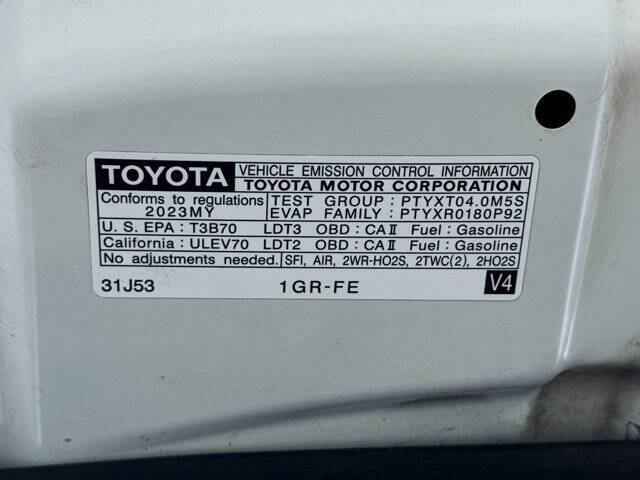 TOYOTA VEHICLE EMISSION CONTROL INFORMATION
TOYOTA MOTOR CORPORATION
Conforms to regulations TEST GROUP : PTYXT04.0M5S
2023MY EVAP FAMILY : PTYXR0180P92
U.S. EPA : T3B70 LDT3 OBD : CAⅡ Fuel : Gasoline
California : ULEV70 LDT2 OBD : CAⅡ Fuel : Gasoline
No adjustments needed. SFI, AIR, 2WR-HO2S, 2TWC(2), 2HO2S
31J53 1GR-FE V4